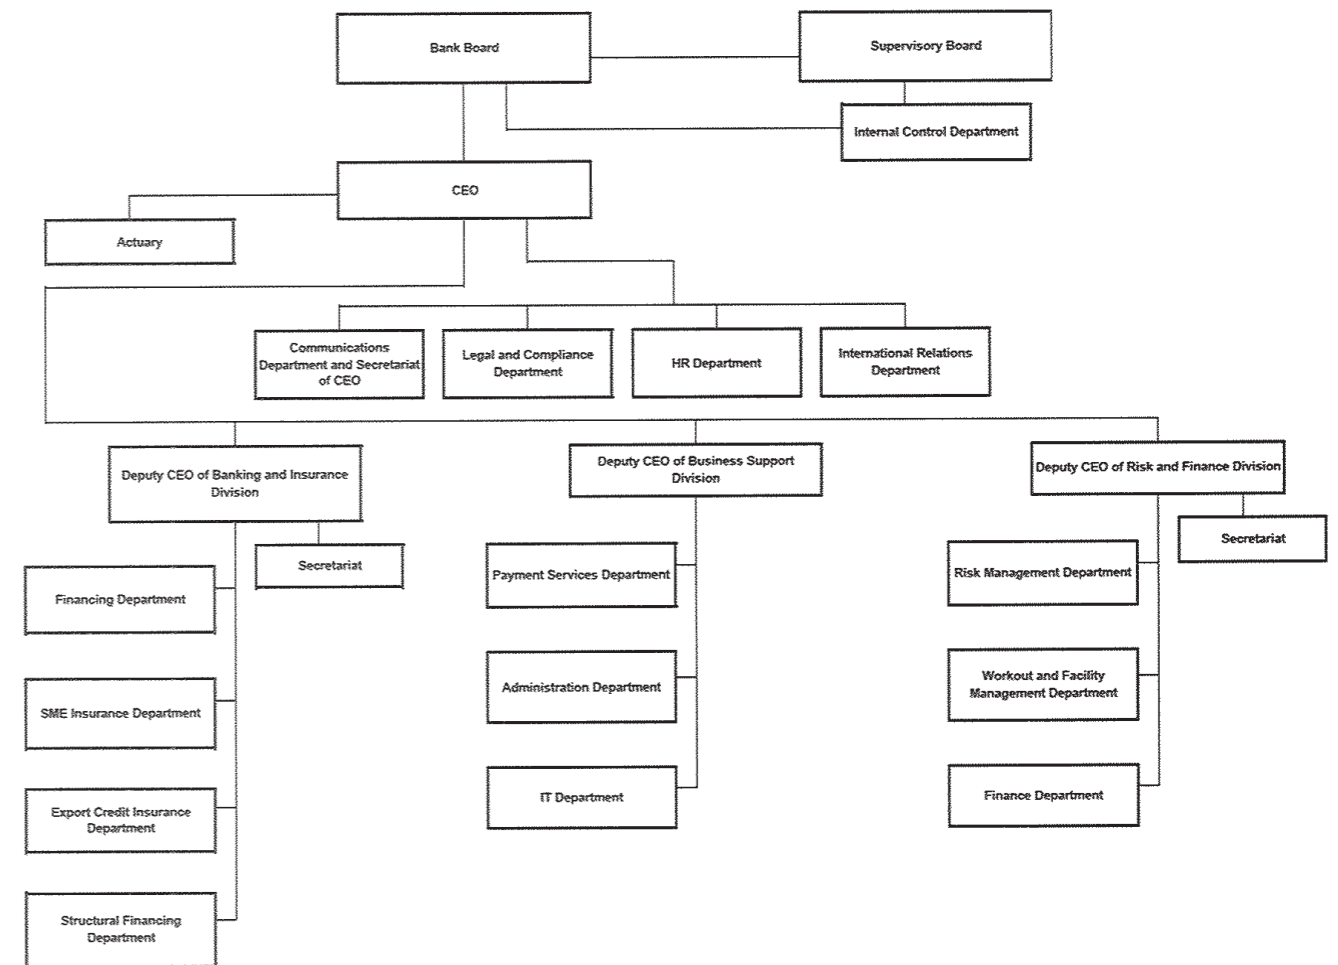 Bank Board
Supervisory Board
Internal Control Department
CEO
Actuary
Communications
Department and Secretariat
of CEO
Legal and Compliance
Department
HR Department
International Relations
Department
Deputy CEO of Banking and Insurance
Division
Deputy CEO of Business Support
Division
Deputy CEO of Risk and Finance Division
Secretariat
Secretariat
Financing Department
Payment Services Department
Risk Management Department
SME Insurance Department
Administration Department
Workout and Facility
Management Department
Export Credit Insurance
Department
IT Department
Finance Department
Structural Financing
Department